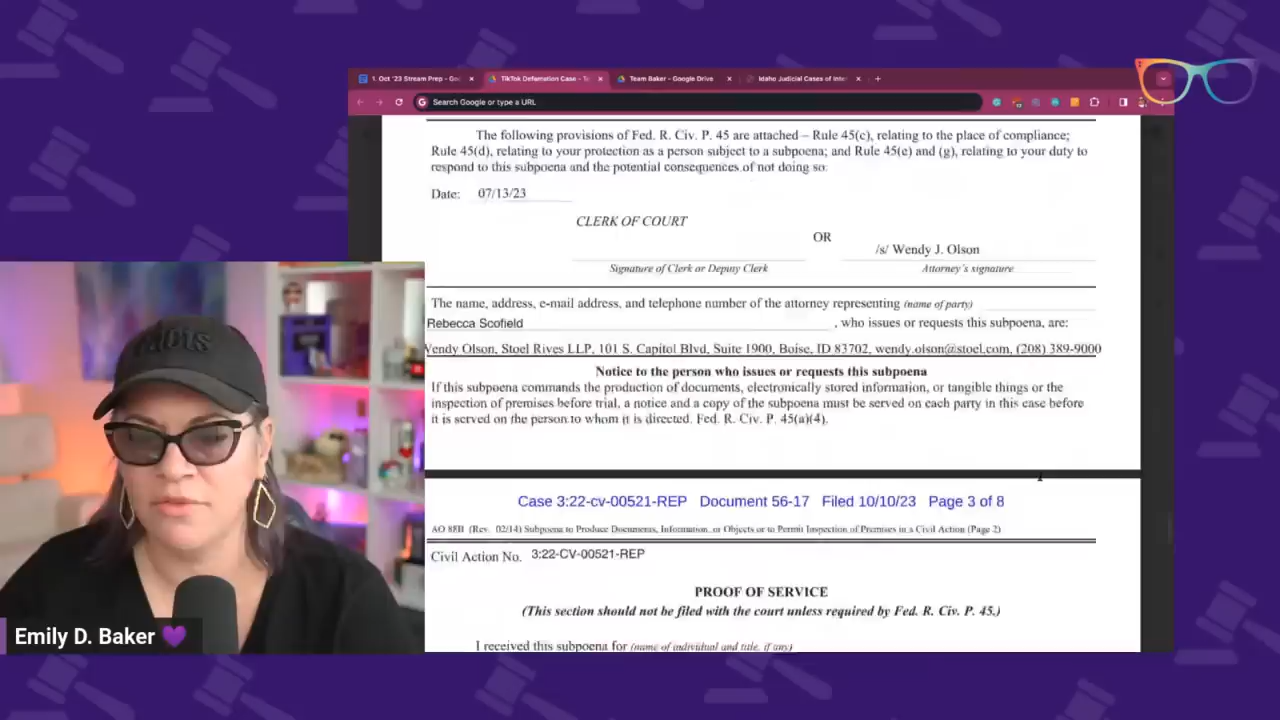 1. Oct '23 Stream Prep - Go
TikTok Defamation Case - T
Team Baker - Google Drive
Idaho Judicial Cases of Inter
Search Google or type a URL
The following provisions of Fed. R. Civ. P. 45 are attached – Rule 45(c), relating to the place of compliance;
Rule 45(d), relating to your protection as a person subject to a subpoena; and Rule 45(e) and (g), relating to your duty to
respond to this subpoena and the potential consequences of not doing so.
Date: 07/13/23
CLERK OF COURT
OR
/s/ Wendy J. Olson
Signature of Clerk or Deputy Clerk
Attorney's signature
The name, address, e-mail address, and telephone number of the attorney representing (name of party)
Rebecca Scofield , who issues or requests this subpoena, are:
Wendy Olson, Stoel Rives LLP, 101 S. Capitol Blvd, Suite 1900, Boise, ID 83702, wendy.olson@stoel.com, (208) 389-9000
Notice to the person who issues or requests this subpoena
If this subpoena commands the production of documents, electronically stored information, or tangible things or the
inspection of premises before trial, a notice and a copy of the subpoena must be served on each party in this case before
it is served on the person to whom it is directed. Fed. R. Civ. P. 45(a)(4).
Case 3:22-cv-00521-REP Document 56-17 Filed 10/10/23 Page 3 of 8
AO 88B (Rev. 02/14) Subpoena to Produce Documents, Information, or Objects or to Permit Inspection of Premises in a Civil Action (Page 2)
Civil Action No. 3:22-CV-00521-REP
PROOF OF SERVICE
(This section should not be filed with the court unless required by Fed. R. Civ. P. 45.)
I received this subpoena for (name of individual and title, if any)
Emily D. Baker